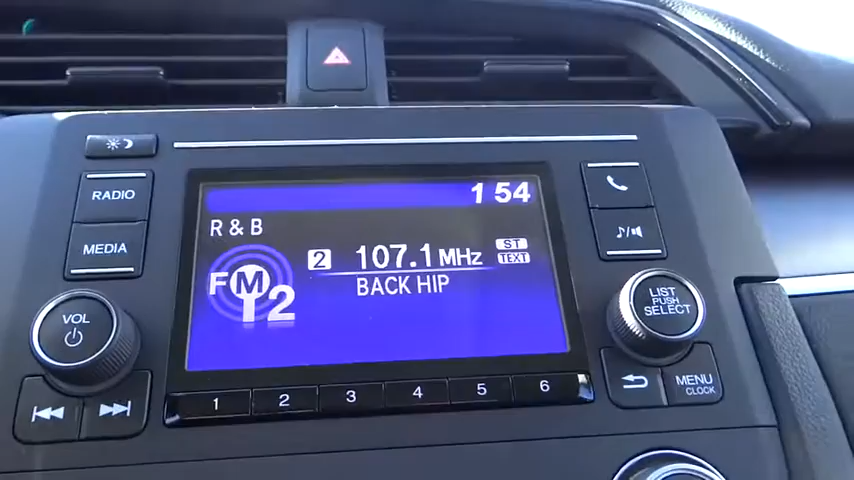 1 54
RADIO
R & B
MEDIA
2 107.1 MHz ST
TEXT
BACK HIP
FM2
LIST
PUSH
SELECT
VOL
1 2 3 4 5 6
MENU
CLOCK